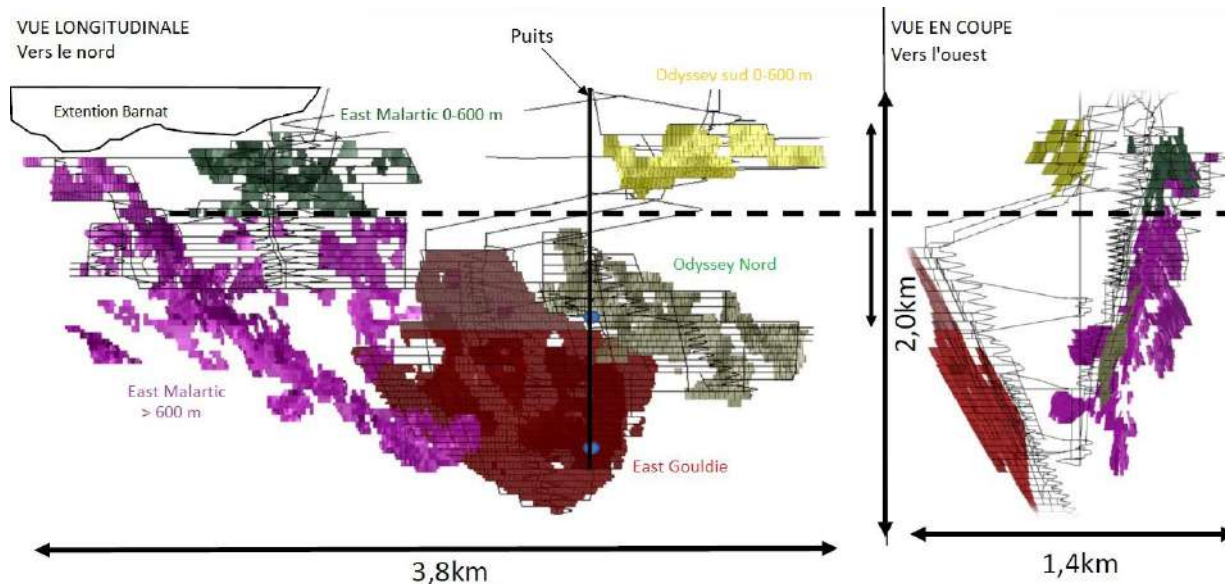 VUE LONGITUDINALE
Vers le nord
Puits
VUE EN COUPE
Vers l'ouest
Odyssey sud 0-600 m
Extention Barnat
East Malartic 0-600 m
Odyssey Nord
2,0km
East Malartic
> 600 m
East Gouldie
3,8km
1,4km